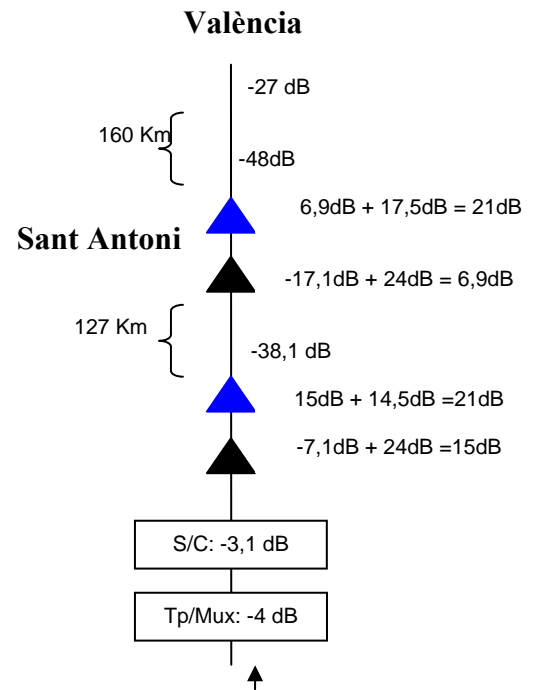 València
-27 dB
160 Km
-48dB
6,9dB + 17,5dB = 21dB
Sant Antoni
-17,1dB + 24dB = 6,9dB
127 Km
-38,1 dB
15dB + 14,5dB =21dB
-7,1dB + 24dB =15dB
S/C: -3,1 dB
Tp/Mux: -4 dB